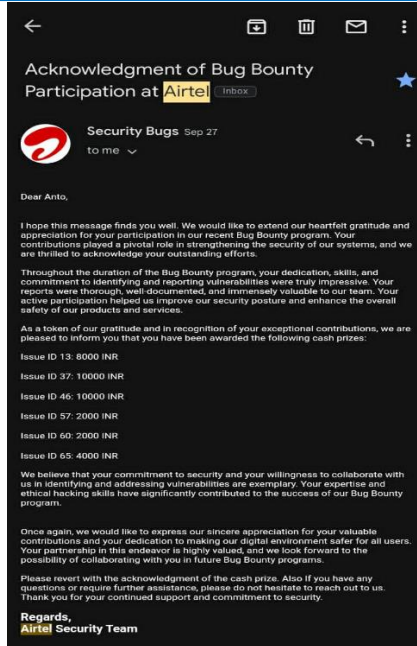 Acknowledgment of Bug Bounty
Participation at Airtel Inbox
Security Bugs Sep 27
to me
Dear Anto,
I hope this message finds you well. We would like to extend our heartfelt gratitude and
appreciation for your participation in our recent Bug Bounty program. Your
contributions played a pivotal role in strengthening the security of our systems, and we
are thrilled to acknowledge your outstanding efforts.
Throughout the duration of the Bug Bounty program, your dedication, skills, and
commitment to identifying and reporting vulnerabilities were truly impressive. Your
reports were thorough, well-documented, and immensely valuable to our team. Your
active participation helped us improve our security posture and enhance the overall
safety of our products and services.
As a token of our gratitude and in recognition of your exceptional contributions, we are
pleased to inform you that you have been awarded the following cash prizes:
Issue ID 13: 8000 INR
Issue ID 37: 10000 INR
Issue ID 46: 10000 INR
Issue ID 57: 2000 INR
Issue ID 60: 2000 INR
Issue ID 65: 4000 INR
We believe that your commitment to security and your willingness to collaborate with
us in identifying and addressing vulnerabilities are exemplary. Your expertise and
ethical hacking skills have significantly contributed to the success of our Bug Bounty
program.
Once again, we would like to express our sincere appreciation for your valuable
contributions and your dedication to making our digital environment safer for all users.
Your partnership in this endeavor is highly valued, and we look forward to the
possibility of collaborating with you in future Bug Bounty programs.
Please revert with the acknowledgment of the cash prize. Also If you have any
questions or require further assistance, please do not hesitate to reach out to us.
Thank you for your continued support and commitment to security.
Regards,
Airtel Security Team